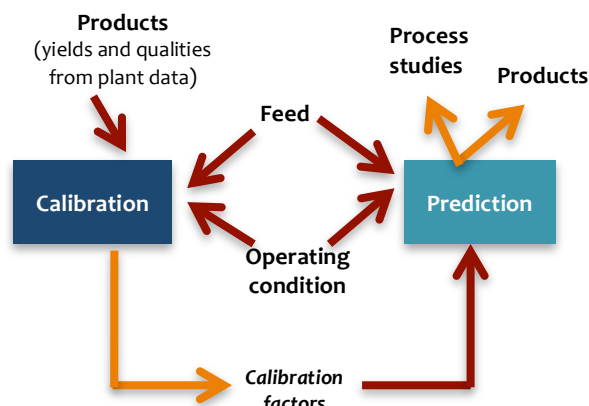 Products
(yields and qualities
from plant data)
Process
studies
Products
Feed
Calibration
Prediction
Operating
condition
Calibration
factors